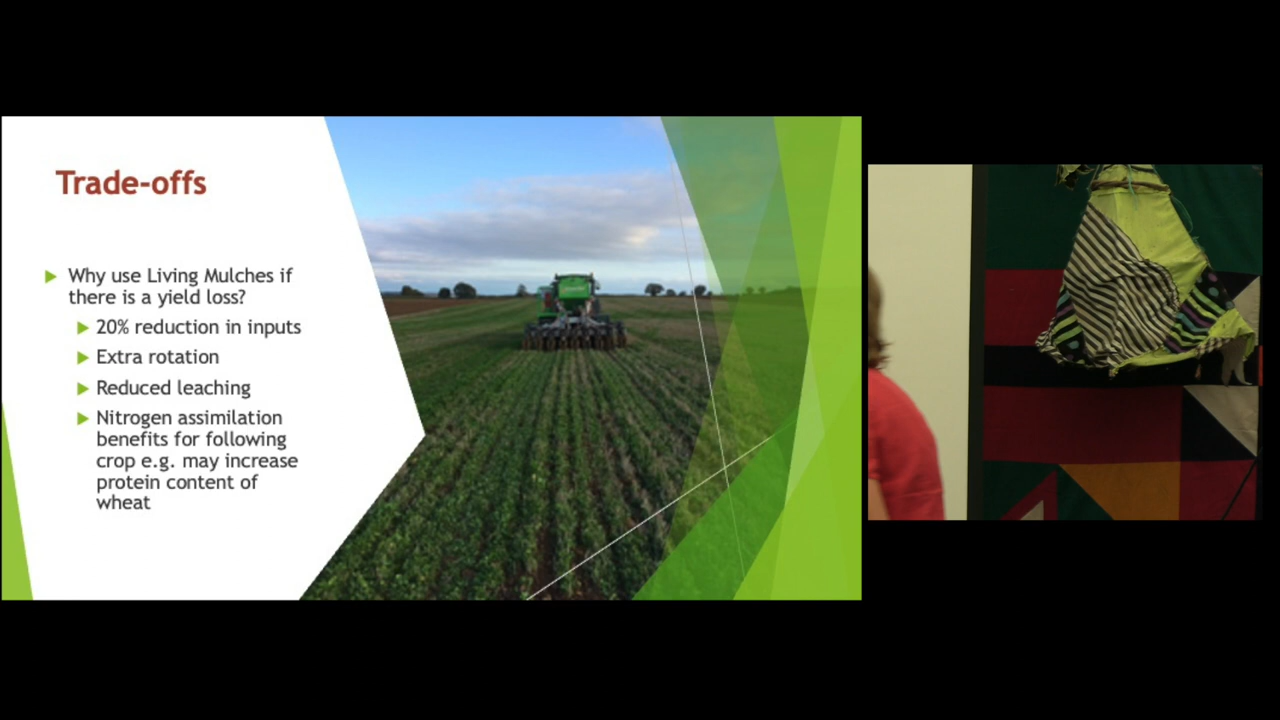 Trade-offs
Why use Living Mulches if
there is a yield loss?
20% reduction in inputs
Extra rotation
Reduced leaching
Nitrogen assimilation
benefits for following
crop e.g. may increase
protein content of
wheat